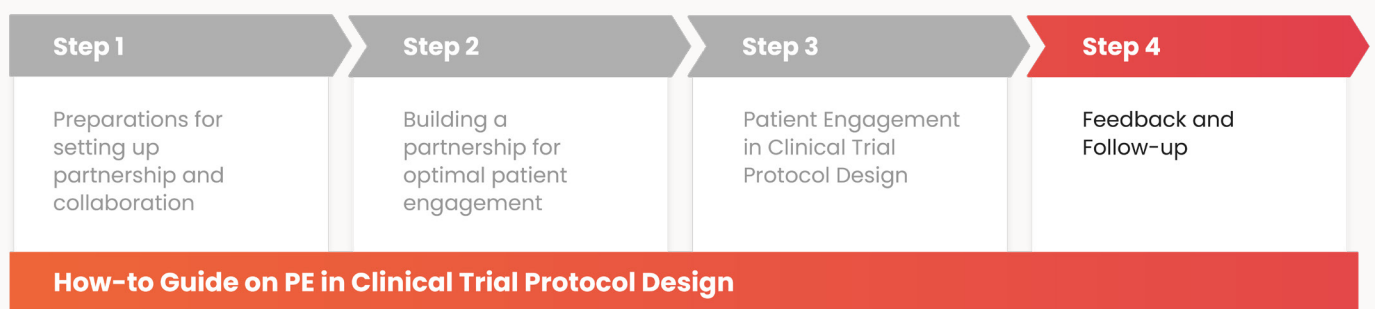 Step 1
Preparations for
setting up
partnership and
collaboration
Step 2
Building a
partnership for
optimal patient
engagement
Step 3
Patient Engagement
in Clinical Trial
Protocol Design
Step 4
Feedback and
Follow-up
How-to Guide on PE in Clinical Trial Protocol Design